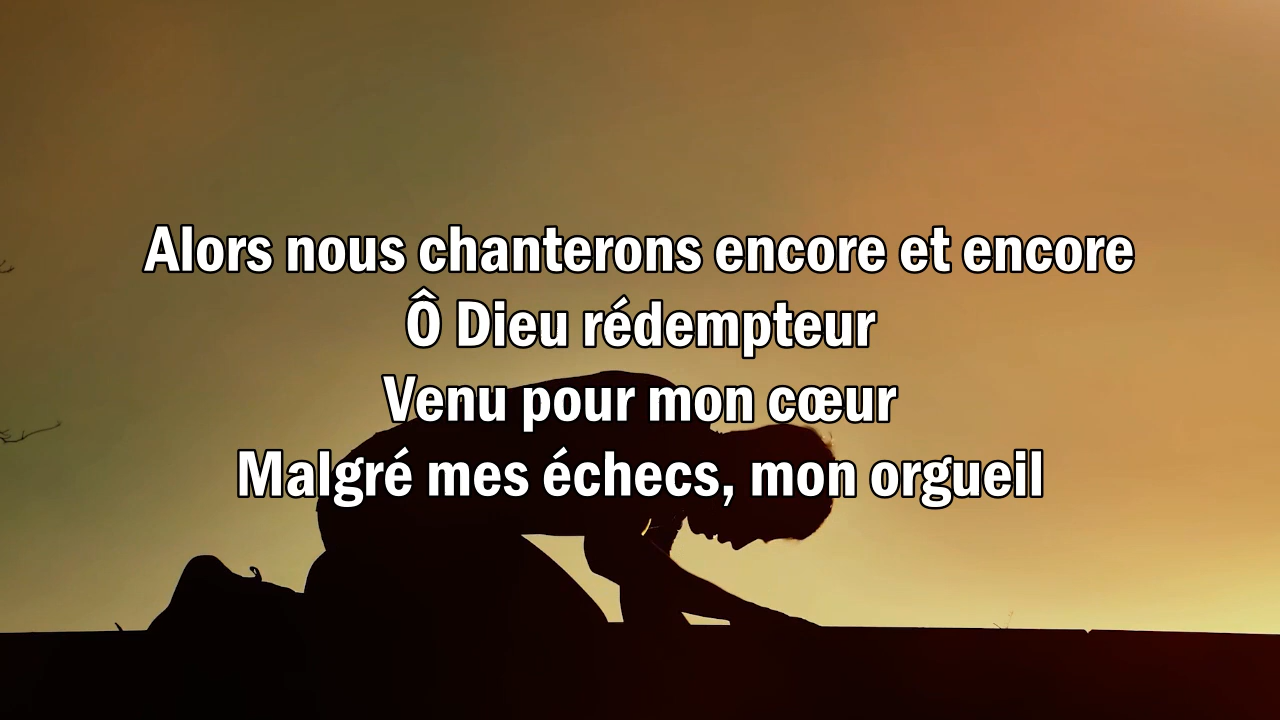 Alors nous chanterons encore et encore
Ô Dieu rédempteur
Venu pour mon cœur
Malgré mes échecs, mon orgueil